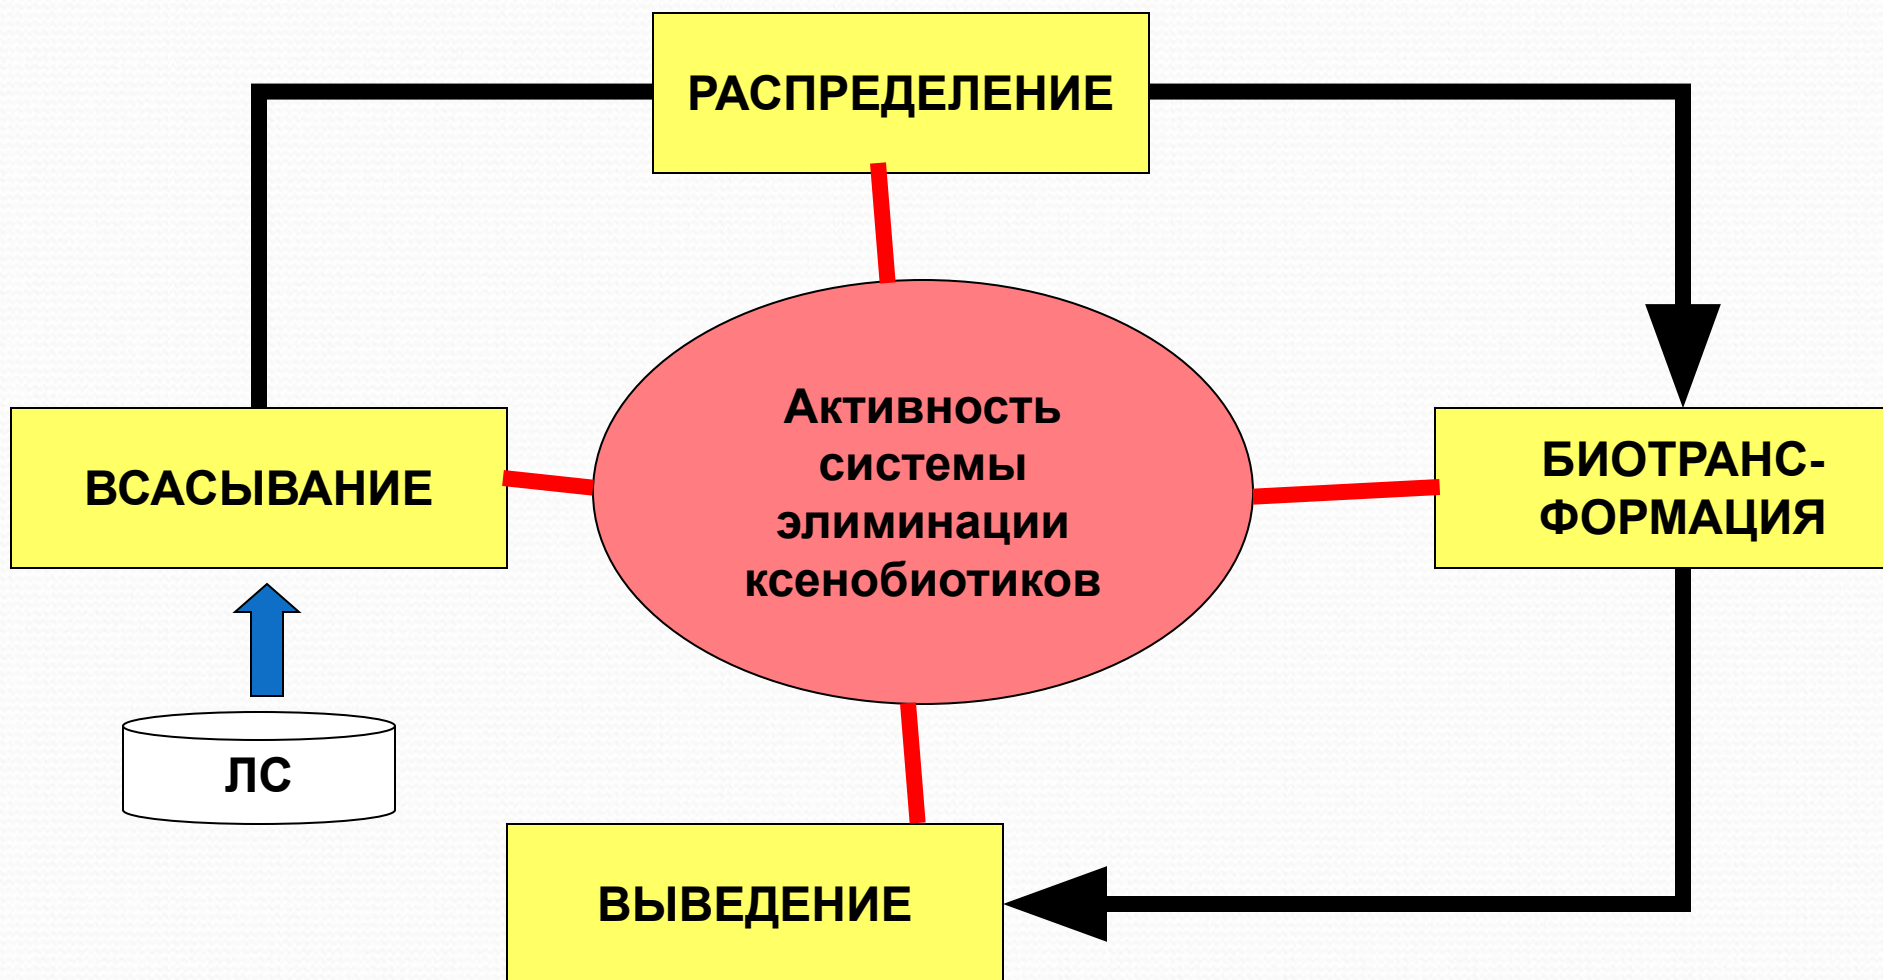 РАСПРЕДЕЛЕНИЕ
Активность
системы
элиминации
ксенобиотиков
ВСАСЫВАНИЕ
БИОТРАНС-
ФОРМАЦИЯ
ЛС
ВЫВЕДЕНИЕ